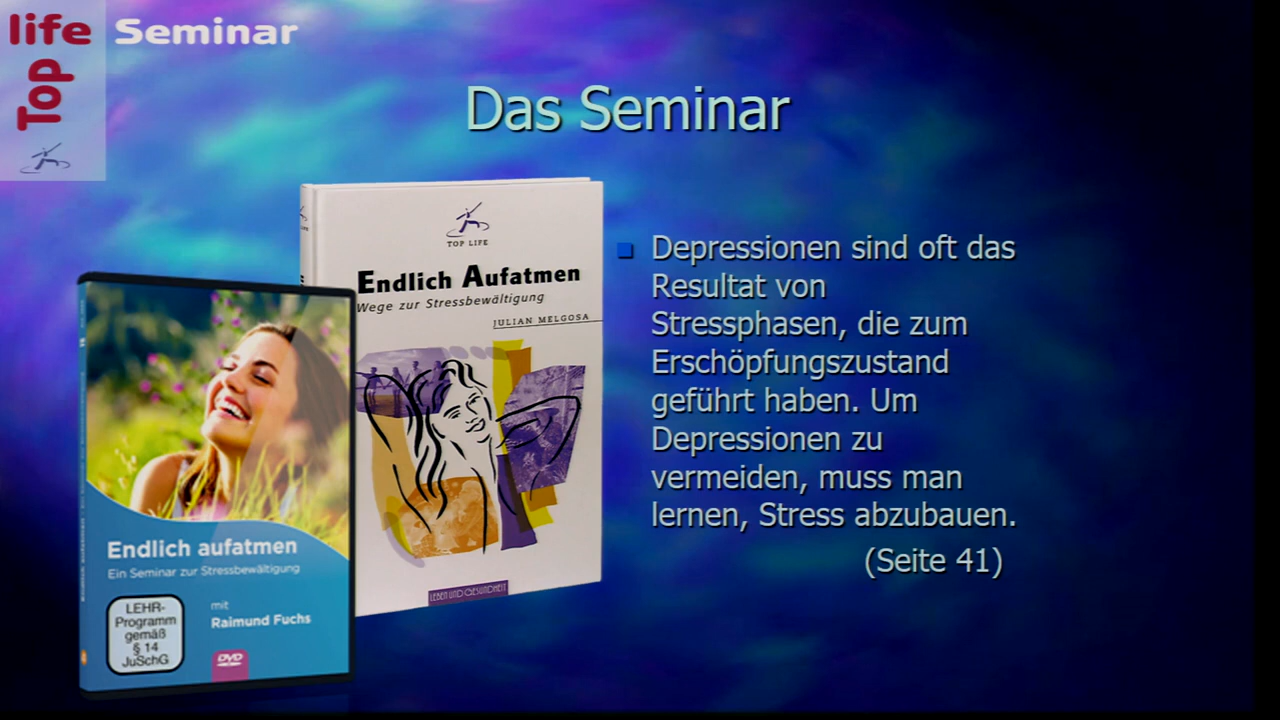 life Seminar
Top
Das Seminar
TOP LIFE
Endlich Aufatmen
Wege zur Stressbewältigung
JULIAN MELGOSA
LEBEN UND GESUNDHEIT
Endlich aufatmen
Ein Seminar zur Stressbewältigung
mit
Raimund Fuchs
LEHR-
Programm
gemäß
§ 14
JuSchG
DVD
Depressionen sind oft das
Resultat von
Stressphasen, die zum
Erschöpfungszustand
geführt haben. Um
Depressionen zu
vermeiden, muss man
lernen, Stress abzubauen.
(Seite 41)